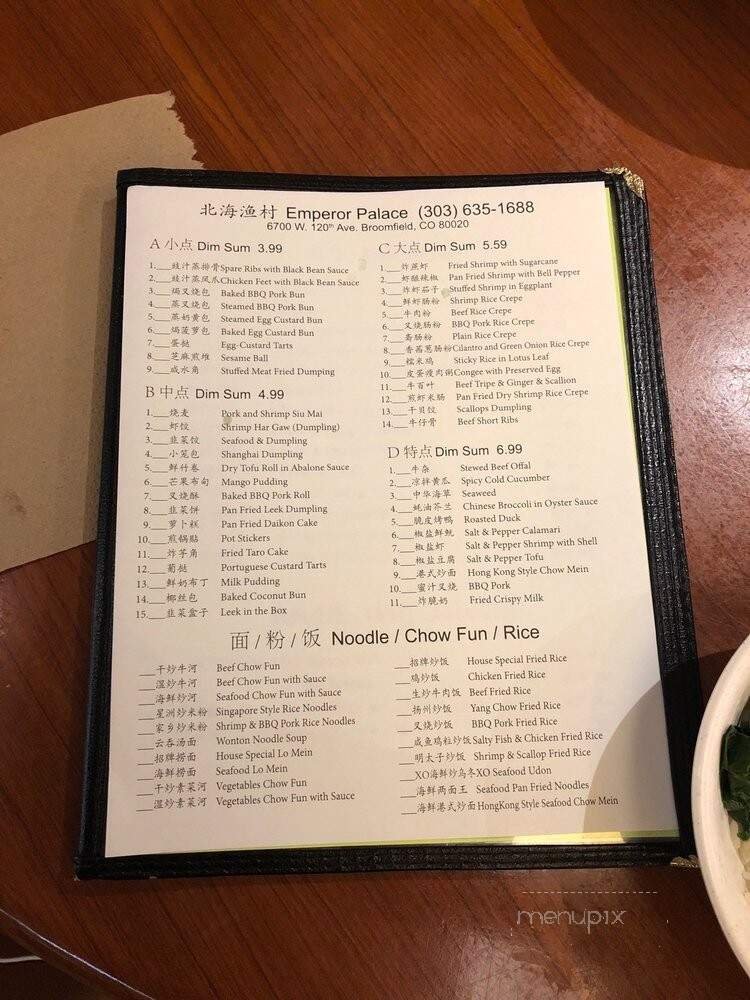 北海渔村 Emperor Palace (303) 635-1688
6700 W. 120th Ave. Broomfield, CO 80020
A 小点 Dim Sum 3.99
1.___豉汁蒸排骨 Spare Ribs with Black Bean Sauce
2.___豉汁蒸凤爪 Chicken Feet with Black Bean Sauce
3.___焗叉烧包 Baked BBQ Pork Bun
4.___蒸叉烧包 Steamed BBQ Pork Bun
5.___蒸奶黄包 Steamed Egg Custard Bun
6.___焗菠萝包 Baked Egg Custard Bun
7.___蛋挞 Egg-Custard Tarts
8.___芝麻煎堆 Sesame Ball
9.___咸水角 Stuffed Meat Fried Dumping
B 中点 Dim Sum 4.99
1.___烧麦 Pork and Shrimp Siu Mai
2.___虾饺 Shrimp Har Gaw (Dumpling)
3.___韭菜饺 Seafood & Dumpling
4.___小笼包 Shanghai Dumpling
5.___鲜竹卷 Dry Tofu Roll in Abalone Sauce
6.___芒果布甸 Mango Pudding
7.___叉烧酥 Baked BBQ Pork Roll
8.___韭菜饼 Pan Fried Leek Dumpling
9.___萝卜糕 Pan Fried Daikon Cake
10.___煎锅贴 Pot Stickers
11.___炸芋角 Fried Taro Cake
12.___葡挞 Portuguese Custard Tarts
13.___鲜奶布丁 Milk Pudding
14.___椰丝包 Baked Coconut Bun
15.___韭菜盒子 Leek in the Box
C 大点 Dim Sum 5.59
1.___炸蔗虾 Fried Shrimp with Sugarcane
2.___虾酿辣椒 Pan Fried Shrimp with Bell Pepper
3.___炸虾茄子 Stuffed Shrimp in Eggplant
4.___鲜虾肠粉 Shrimp Rice Crepe
5.___牛肉粉 Beef Rice Crepe
6.___叉烧肠粉 BBQ Pork Rice Crepe
7.___斋肠粉 Plain Rice Crepe
8.___香茜葱肠粉 Cilantro and Green Onion Rice Crepe
9.___糯米鸡 Sticky Rice in Lotus Leaf
10.___皮蛋瘦肉粥 Congee with Preserved Egg
11.___牛百叶 Beef Tripe & Ginger & Scallion
12.___煎虾米肠 Pan Fried Dry Shrimp Rice Crepe
13.___干贝饺 Scallops Dumpling
14.___牛仔骨 Beef Short Ribs
D 特点 Dim Sum 6.99
1.___牛杂 Stewed Beef Offal
2.___凉拌黄瓜 Spicy Cold Cucumber
3.___中华海草 Seaweed
4.___蚝油芥兰 Chinese Broccoli in Oyster Sauce
5.___脆皮烤鸭 Roasted Duck
6.___椒盐鲜鱿 Salt & Pepper Calamari
7.___椒盐虾 Salt & Pepper Shrimp with Shell
8.___椒盐豆腐 Salt & Pepper Tofu
9.___港式炒面 Hong Kong Style Chow Mein
10.___蜜汁叉烧 BBQ Pork
11.___炸脆奶 Fried Crispy Milk
面 / 粉 / 饭 Noodle / Chow Fun / Rice
___干炒牛河 Beef Chow Fun
___湿炒牛河 Beef Chow Fun with Sauce
___海鲜炒河 Seafood Chow Fun with Sauce
___星洲炒米粉 Singapore Style Rice Noodles
___家乡炒米粉 Shrimp & BBQ Pork Rice Noodles
___云吞汤面 Wonton Noodle Soup
___招牌捞面 House Special Lo Mein
___海鲜捞面 Seafood Lo Mein
___干炒素菜河 Vegetables Chow Fun
___湿炒素菜河 Vegetables Chow Fun with Sauce
___招牌炒饭 House Special Fried Rice
___鸡炒饭 Chicken Fried Rice
___生炒牛肉饭 Beef Fried Rice
___扬州炒饭 Yang Chow Fried Rice
___叉烧炒饭 BBQ Pork Fried Rice
___咸鱼鸡粒炒饭 Salty Fish & Chicken Fried Rice
___明太子炒饭 Shrimp & Scallop Fried Rice
___XO海鲜炒乌冬 XO Seafood Udon
___海鲜两面王 Seafood Pan Fried Noodles
___海鲜港式炒面 HongKong Style Seafood Chow Mein
menupix